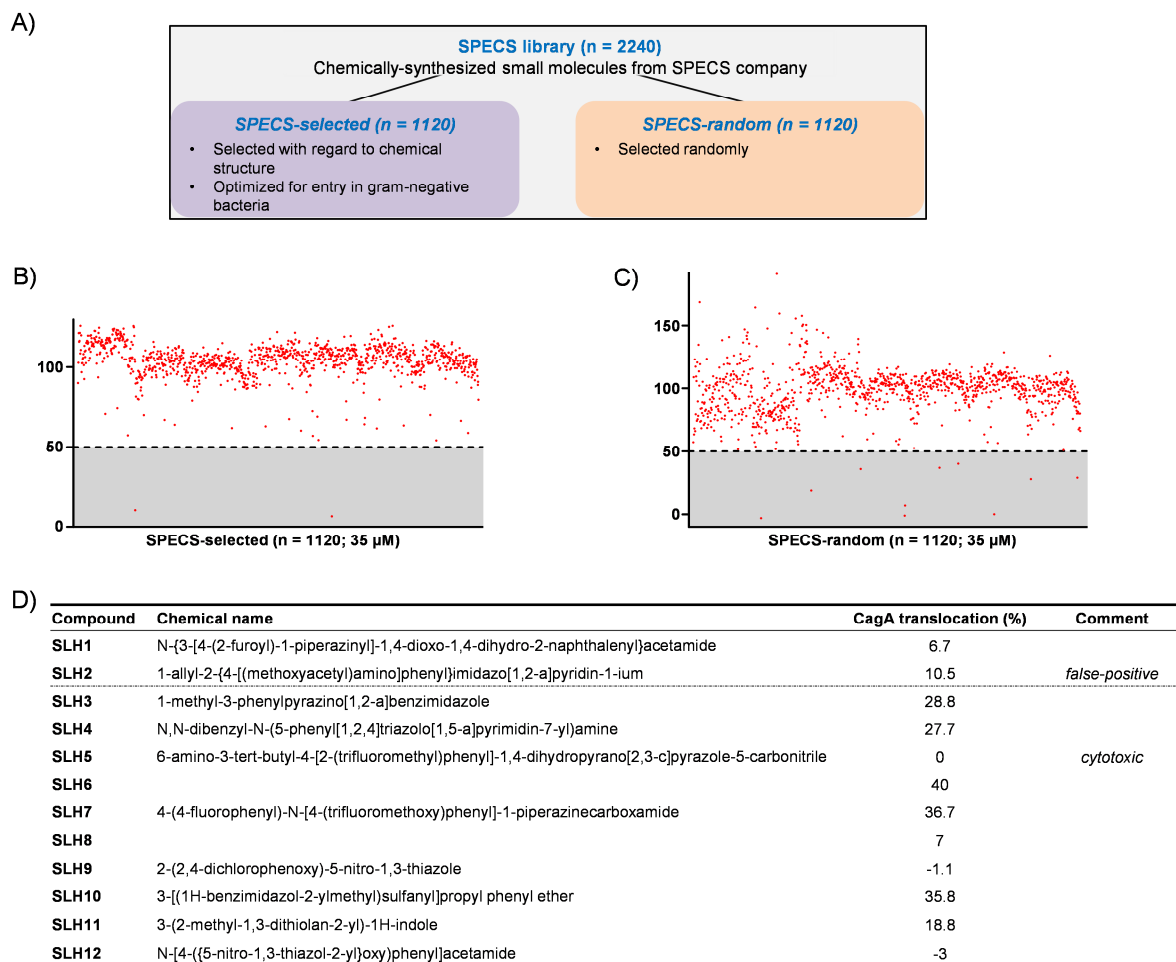 A)
SPECS library (n = 2240)
Chemically-synthesized small molecules from SPECS company
SPECS-selected (n = 1120)
• Selected with regard to chemical
structure
• Optimized for entry in gram-negative
bacteria
SPECS-random (n = 1120)
• Selected randomly
B)
100
50
0
SPECS-selected (n = 1120; 35 µM)
C)
150
100
50
0
SPECS-random (n = 1120; 35 µM)
D)
Compound Chemical name CagA translocation (%) Comment
SLH1 N-{3-[4-(2-furoyl)-1-piperazinyl]-1,4-dioxo-1,4-dihydro-2-naphthalenyl}acetamide 6.7
SLH2 1-allyl-2-{4-[(methoxyacetyl)amino]phenyl}imidazo[1,2-a]pyridin-1-ium 10.5 false-positive
SLH3 1-methyl-3-phenylpyrazino[1,2-a]benzimidazole 28.8
SLH4 N,N-dibenzyl-N-(5-phenyl[1,2,4]triazolo[1,5-a]pyrimidin-7-yl)amine 27.7
SLH5 6-amino-3-tert-butyl-4-[2-(trifluoromethyl)phenyl]-1,4-dihydropyrano[2,3-c]pyrazole-5-carbonitrile 0 cytotoxic
SLH6 40
SLH7 4-(4-fluorophenyl)-N-[4-(trifluoromethoxy)phenyl]-1-piperazinecarboxamide 36.7
SLH8 7
SLH9 2-(2,4-dichlorophenoxy)-5-nitro-1,3-thiazole -1.1
SLH10 3-[(1H-benzimidazol-2-ylmethyl)sulfanyl]propyl phenyl ether 35.8
SLH11 3-(2-methyl-1,3-dithiolan-2-yl)-1H-indole 18.8
SLH12 N-[4-({5-nitro-1,3-thiazol-2-yl}oxy)phenyl]acetamide -3